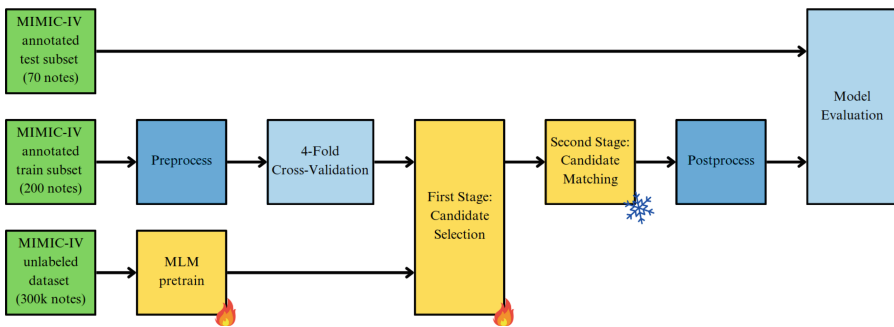 MIMIC-IV
annotated
test subset
(70 notes)
Model
Evaluation
MIMIC-IV
annotated
train subset
(200 notes)
Preprocess
4-Fold
Cross-Validation
First Stage:
Candidate
Selection
Second Stage:
Candidate
Matching
Postprocess
MIMIC-IV
unlabeled
dataset
(300k notes)
MLM
pretrain